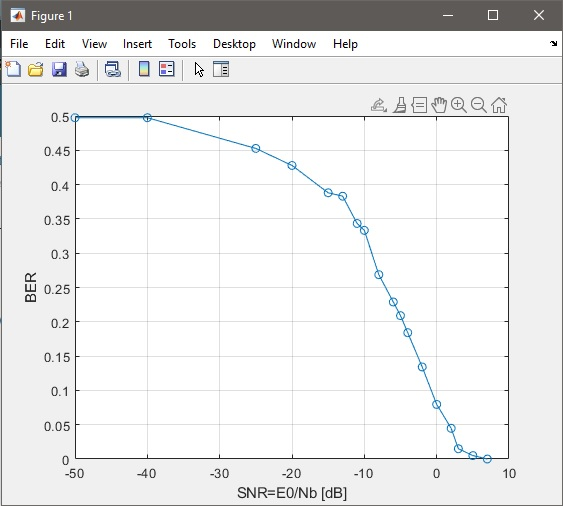 Figure 1
File Edit View Insert Tools Desktop Window Help
0.5
0.45
0.4
0.35
0.3
0.25
0.2
0.15
0.1
0.05
0
BER
-50 -40 -30 -20 -10 0 10
SNR=E0/Nb [dB]